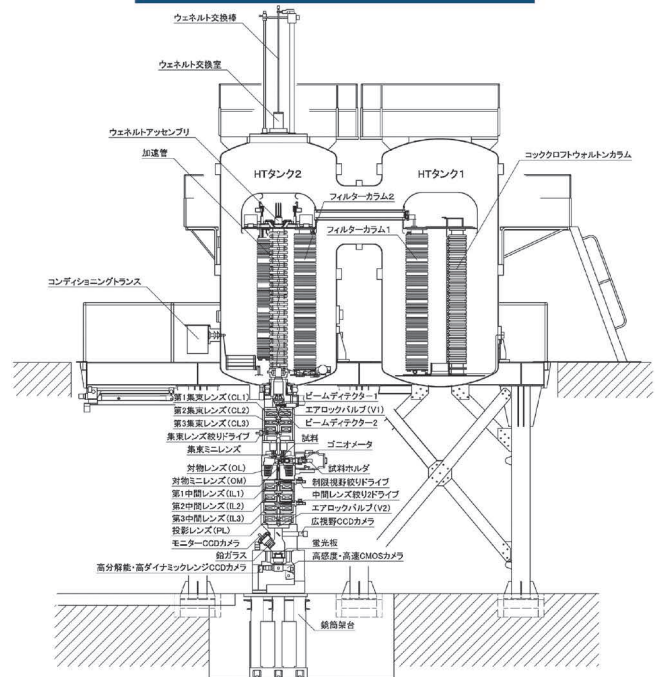 ウェネルト交換棒
ウェネルト交換室
ウェネルトアッセンブリ
加速管
HTタンク2
HTタンク1
コッククロフトウォルトンカラム
フィルターカラム2
フィルターカラム1
コンディショニングトランス
第1集束レンズ(CL1)
ビームディテクター1
第2集束レンズ(CL2)
エアロックバルブ(V1)
第3集束レンズ(CL3)
ビームディテクター2
集束レンズ絞りドライブ
試料
ゴニオメータ
集束ミニレンズ
対物レンズ(OL)
試料ホルダ
対物ミニレンズ(OM)
制限視野絞りドライブ
第1中間レンズ(IL1)
中間レンズ絞り2ドライブ
第2中間レンズ(IL2)
エアロックバルブ(V2)
第3中間レンズ(IL3)
広視野CCDカメラ
投影レンズ(PL)
モニターCCDカメラ
蛍光板
鉛ガラス
高分解能・高ダイナミックレンジCCDカメラ
高感度・高速CMOSカメラ
鏡筒架台